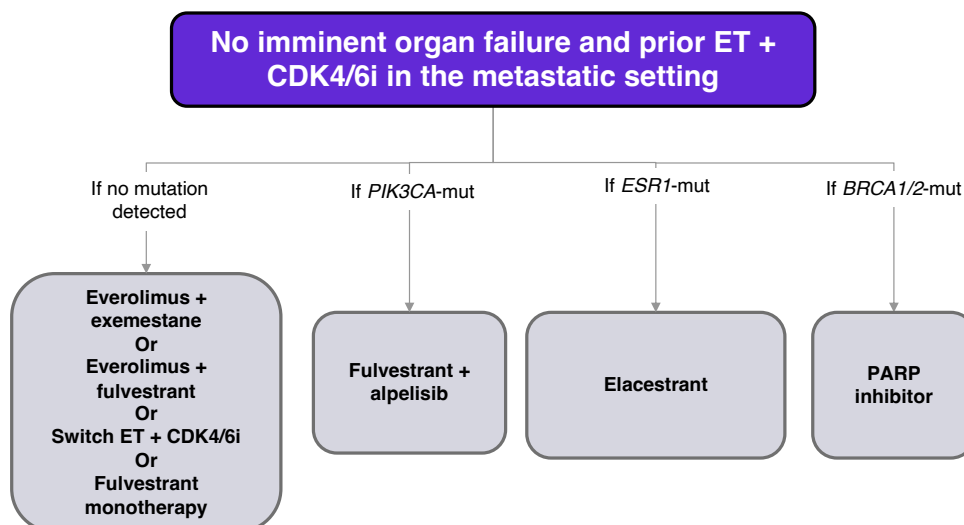 No imminent organ failure and prior ET +
CDK4/6i in the metastatic setting
If no mutation
detected
If PIK3CA-mut
If ESR1-mut
If BRCA1/2-mut
Everolimus +
exemestane
Or
Everolimus +
fulvestrant
Or
Switch ET + CDK4/6i
Or
Fulvestrant
monotherapy
Fulvestrant +
alpelisib
Elacestrant
PARP
inhibitor